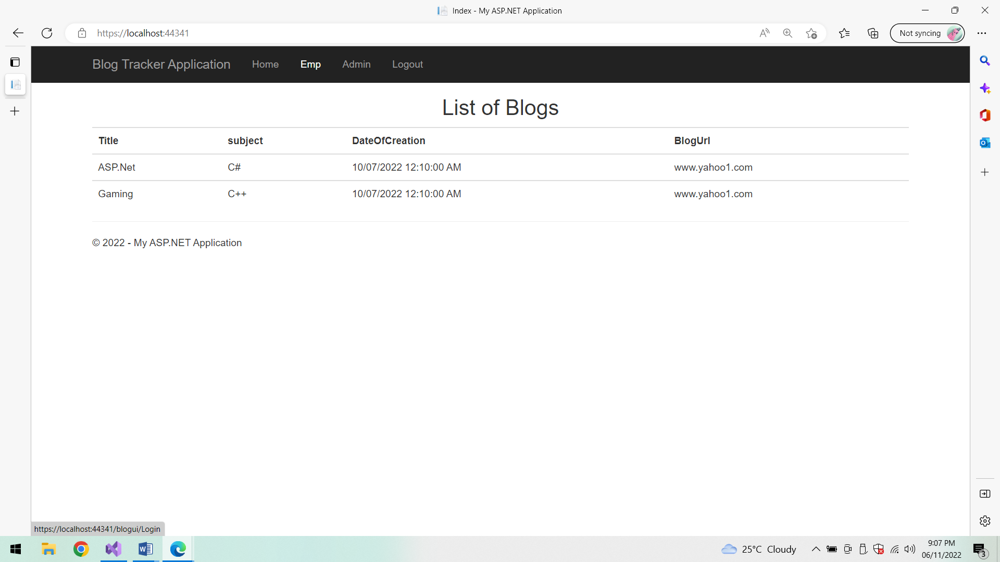 Index - My ASP.NET Application
https://localhost:44341
Not syncing
Blog Tracker Application Home Emp Admin Logout
List of Blogs
Title subject DateOfCreation BlogUrl
ASP.Net C# 10/07/2022 12:10:00 AM www.yahoo1.com
Gaming C++ 10/07/2022 12:10:00 AM www.yahoo1.com
© 2022 - My ASP.NET Application
https://localhost:44341/blogui/Login
25°C Cloudy
9:07 PM
06/11/2022
3